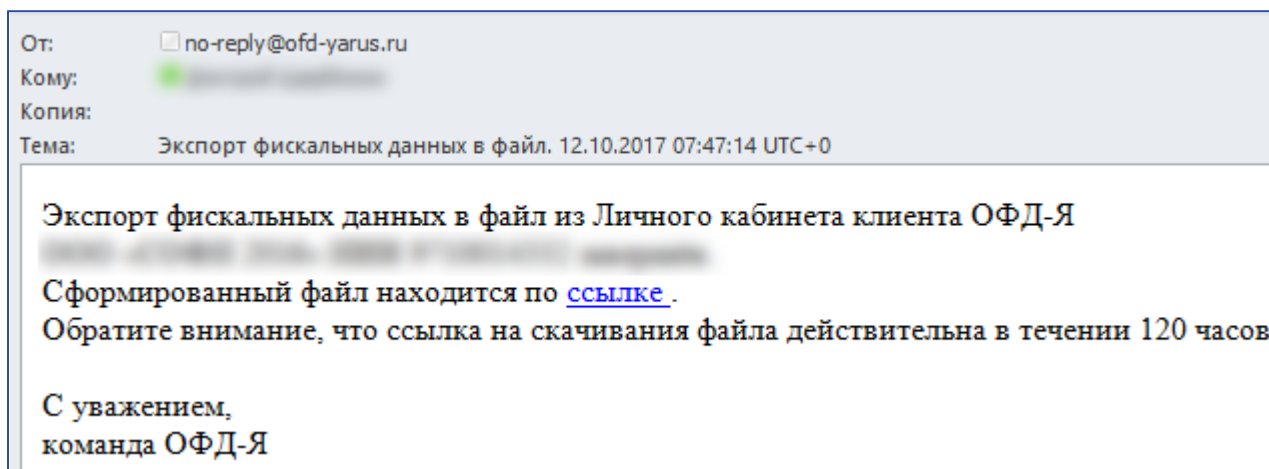 От: no-reply@ofd-yarus.ru
Кому:
Копия:
Тема: Экспорт фискальных данных в файл. 12.10.2017 07:47:14 UTC+0
Экспорт фискальных данных в файл из Личного кабинета клиента ОФД-Я
Сформированный файл находится по ссылке .
Обратите внимание, что ссылка на скачивания файла действительна в течении 120 часов
С уважением,
команда ОФД-Я